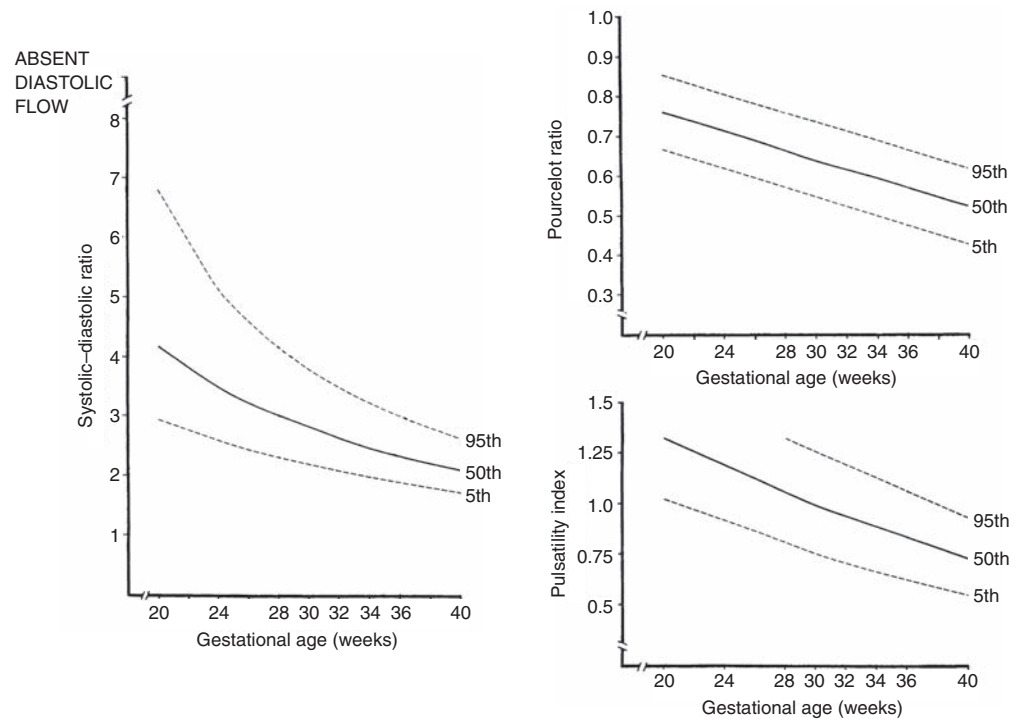 ABSENT
DIASTOLIC
FLOW
8
7
6
5
4
3
2
1
Systolic–diastolic ratio
95th
50th
5th
20 24 28 30 32 34 36 40
Gestational age (weeks)
1.0
0.9
0.8
0.7
0.6
0.5
0.4
0.3
Pourcelot ratio
95th
50th
5th
20 24 28 30 32 34 36 40
Gestational age (weeks)
1.5
1.25
1.0
0.75
0.5
Pulsatility index
95th
50th
5th
20 24 28 30 32 34 36 40
Gestational age (weeks)